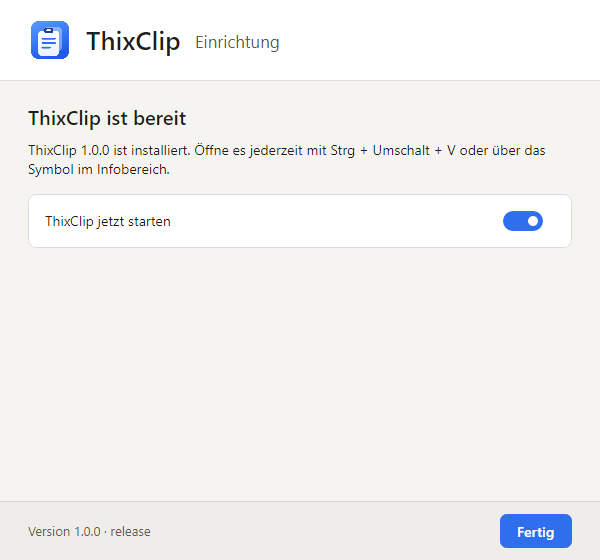 ThixClip Einrichtung
ThixClip ist bereit
ThixClip 1.0.0 ist installiert. Öffne es jederzeit mit Strg + Umschalt + V oder über das
Symbol im Infobereich.
ThixClip jetzt starten
Version 1.0.0 · release
Fertig